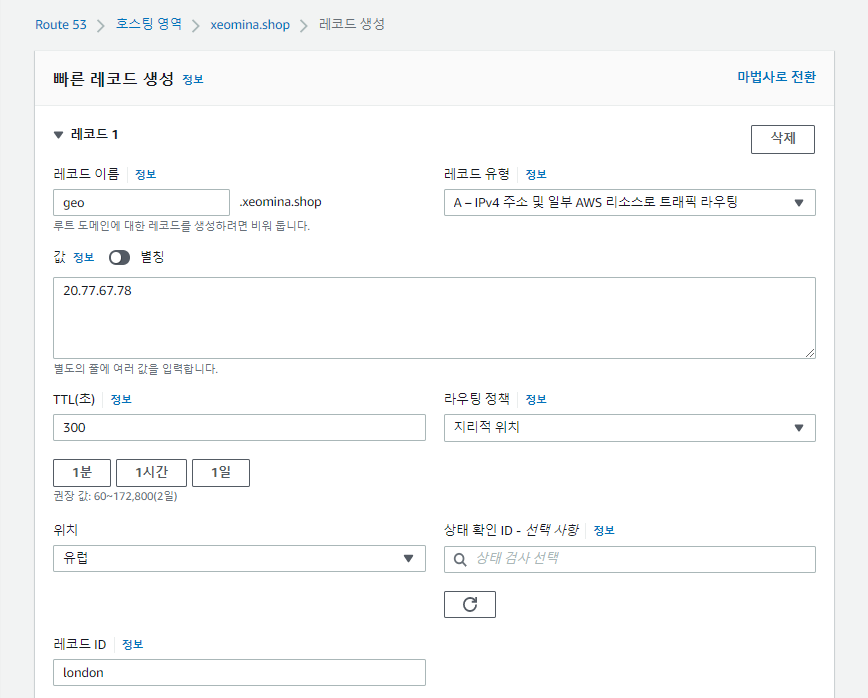 Route 53 > 호스팅 영역 > xeomina.shop > 레코드 생성
빠른 레코드 생성 정보 마법사로 전환
▼ 레코드 1 삭제
레코드 이름 정보 레코드 유형 정보
geo .xeomina.shop A – IPv4 주소 및 일부 AWS 리소스로 트래픽 라우팅
루트 도메인에 대한 레코드를 생성하려면 비워 둡니다.
값 정보 별칭
20.77.67.78
별도의 줄에 여러 값을 입력합니다.
TTL(초) 정보 라우팅 정책 정보
300 지리적 위치
1분 1시간 1일
권장 값: 60~172,800(2일)
위치 상태 확인 ID - 선택 사항 정보
유럽 상태 검사 선택
레코드 ID 정보
london